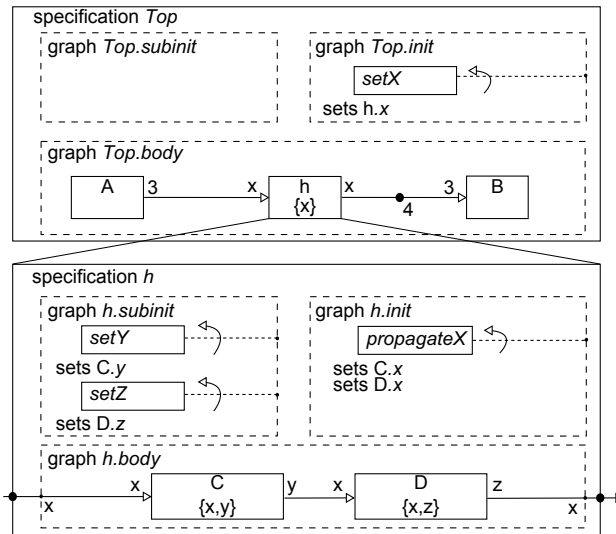 specification Top
graph Top.subinit
graph Top.init
setX
sets h.x
graph Top.body
A 3 x h x 3 B
{x} 4
specification h
graph h.subinit
graph h.init
setY
propagateX
sets C.y
sets C.x
sets D.x
setZ
sets D.z
graph h.body
x C y x D z
x {x,y} {x,z} x